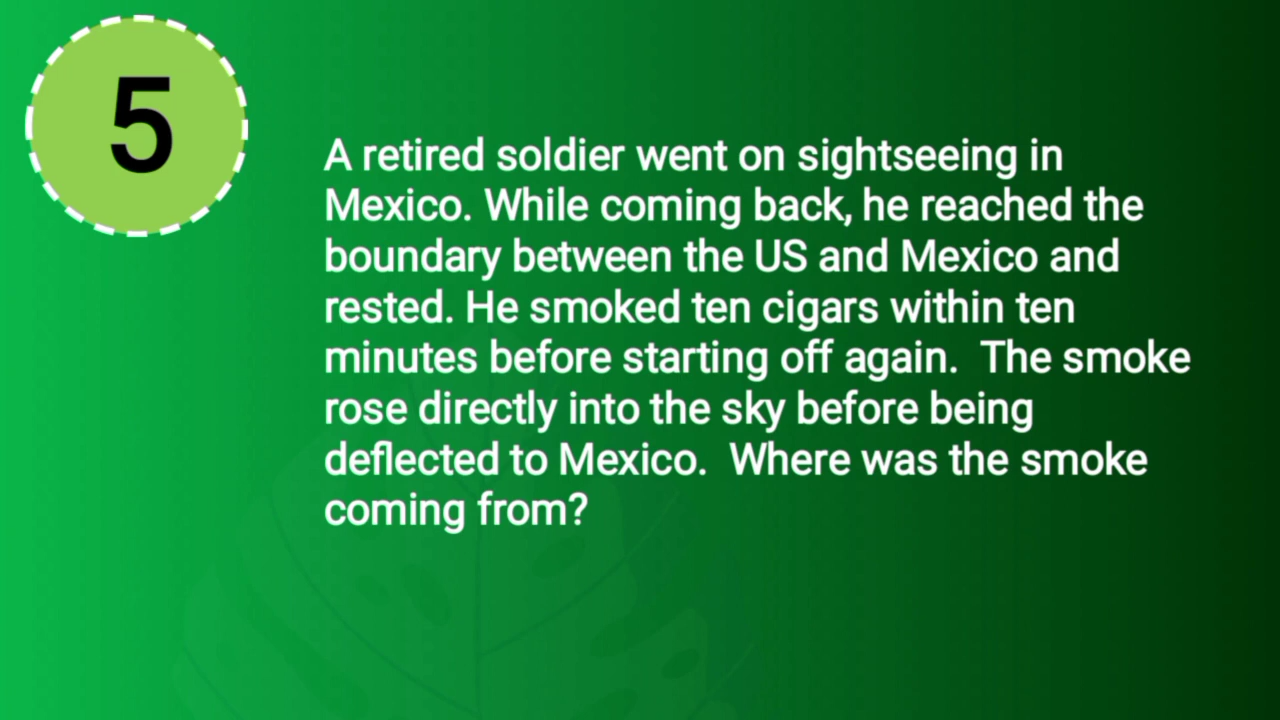 5
A retired soldier went on sightseeing in
Mexico. While coming back, he reached the
boundary between the US and Mexico and
rested. He smoked ten cigars within ten
minutes before starting off again.  The smoke
rose directly into the sky before being
deflected to Mexico.  Where was the smoke
coming from?